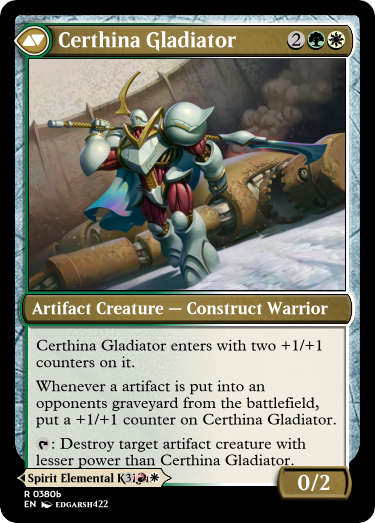 Certhina Gladiator 2
Artifact Creature — Construct Warrior
Certhina Gladiator enters with two +1/+1
counters on it.
Whenever a artifact is put into an
opponents graveyard from the battlefield,
put a +1/+1 counter on Certhina Gladiator.
: Destroy target artifact creature with
lesser power than Certhina Gladiator.
Spirit Elemental
0/2
R 0380b
EN EDGARSH422